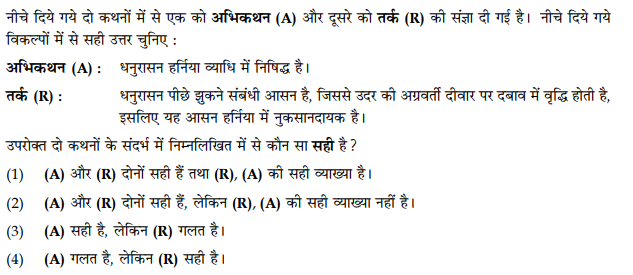 नीचे दिये गये दो कथनों में से एक को अभिकथन (A) और दूसरे को तर्क (R) की संज्ञा दी गई है। नीचे दिये गये
विकल्पों में से सही उत्तर चुनिए :
अभिकथन (A) : धनुरासन हर्निया व्याधि में निषिद्ध है।
तर्क (R) : धनुरासन पीछे झुकने संबंधी आसन है, जिससे उदर की अग्रवर्ती दीवार पर दबाव में वृद्धि होती है,
इसलिए यह आसन हर्निया में नुकसानदायक है।
उपरोक्त दो कथनों के संदर्भ में निम्नलिखित में से कौन सा सही है ?
(1) (A) और (R) दोनों सही हैं तथा (R), (A) की सही व्याख्या है।
(2) (A) और (R) दोनों सही हैं, लेकिन (R), (A) की सही व्याख्या नहीं है।
(3) (A) सही है, लेकिन (R) गलत है।
(4) (A) गलत है, लेकिन (R) सही है।